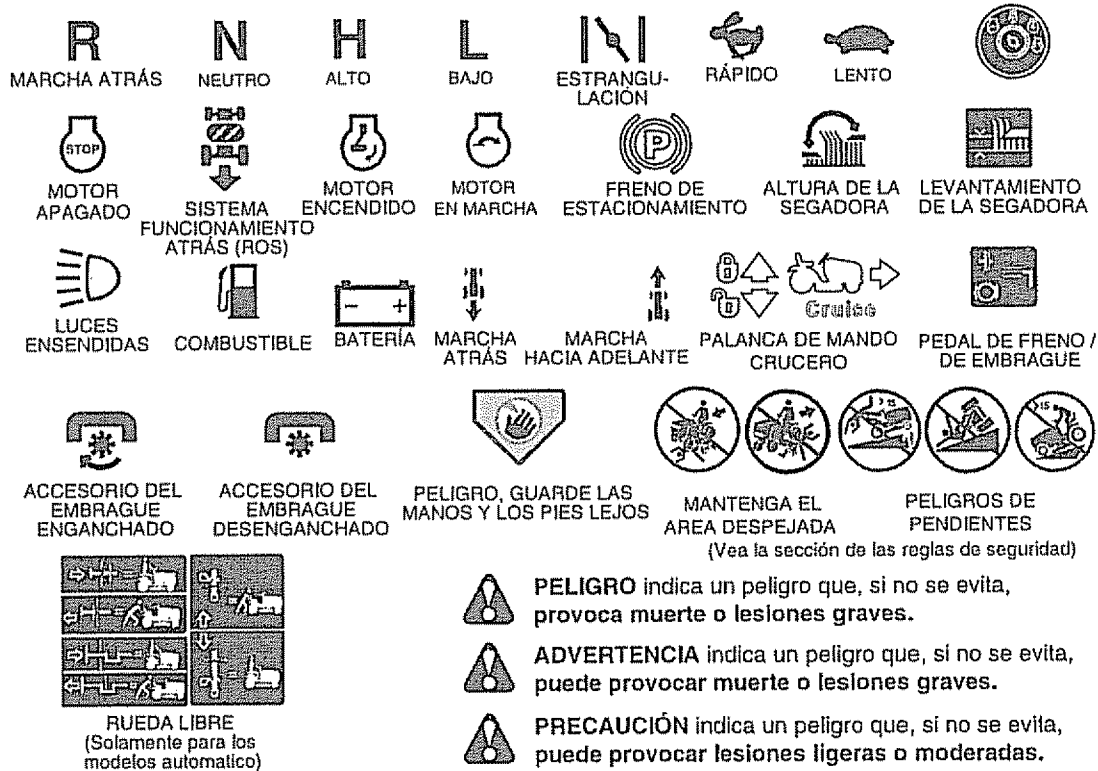 R N H L
MARCHA ATRÁS NEUTRO ALTO BAJO ESTRANGU-
LACIÓN RÁPIDO LENTO
STOP P
MOTOR
APAGADO
SISTEMA
FUNCIONAMIENTO
ATRÁS (ROS)
MOTOR
ENCENDIDO
MOTOR
EN MARCHA
FRENO DE
ESTACIONAMIENTO
ALTURA DE LA
SEGADORA
LEVANTAMIENTO
DE LA SEGADORA
Cruise
LUCES
ENSENDIDAS
COMBUSTIBLE
- +
BATERÍA
MARCHA
ATRÁS
MARCHA
HACIA ADELANTE
PALANCA DE MANDO
CRUCERO
PEDAL DE FRENO /
DE EMBRAGUE
ACCESORIO DEL
EMBRAGUE
ENGANCHADO
ACCESORIO DEL
EMBRAGUE
DESENGANCHADO
PELIGRO, GUARDE LAS
MANOS Y LOS PIES LEJOS
MANTENGA EL
AREA DESPEJADA
15
15
PELIGROS DE
PENDIENTES
(Vea la sección de las reglas de seguridad)
RUEDA LIBRE
(Solamente para los
modelos automatico)
PELIGRO indica un peligro que, si no se evita,
provoca muerte o lesiones graves.
ADVERTENCIA indica un peligro que, si no se evita,
puede provocar muerte o lesiones graves.
PRECAUCIÓN indica un peligro que, si no se evita,
puede provocar lesiones ligeras o moderadas.